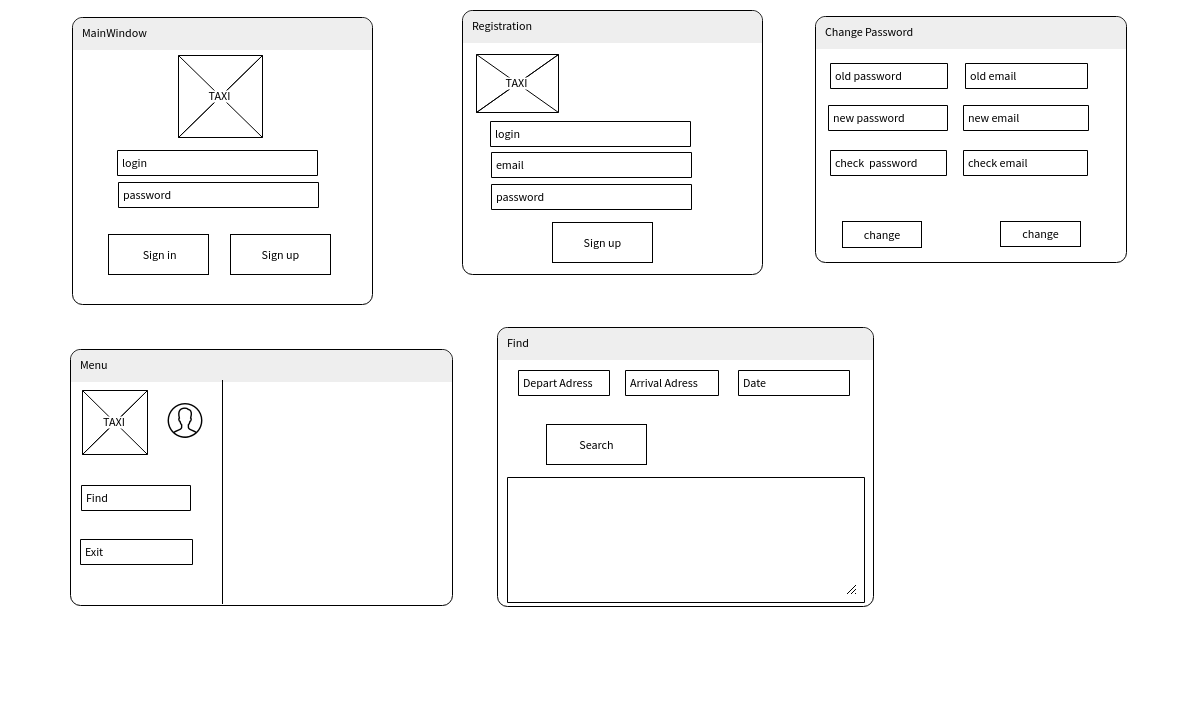 MainWindow
TAXI
login
password
Sign in
Sign up
Registration
TAXI
login
email
password
Sign up
Change Password
old password
old email
new password
new email
check  password
check email
change
change
Menu
TAXI
Find
Exit
Find
Depart Adress
Arrival Adress
Date
Search